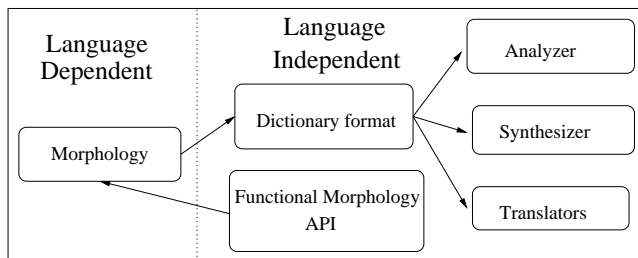 Language
Dependent
Language
Independent
Analyzer
Dictionary format
Synthesizer
Morphology
Functional Morphology
API
Translators